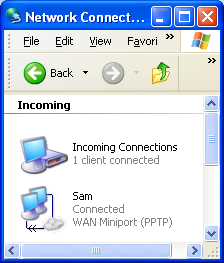 Network Connect...
File Edit View Favori »
Back
Incoming
Incoming Connections
1 client connected
Sam
Connected
WAN Miniport (PPTP)